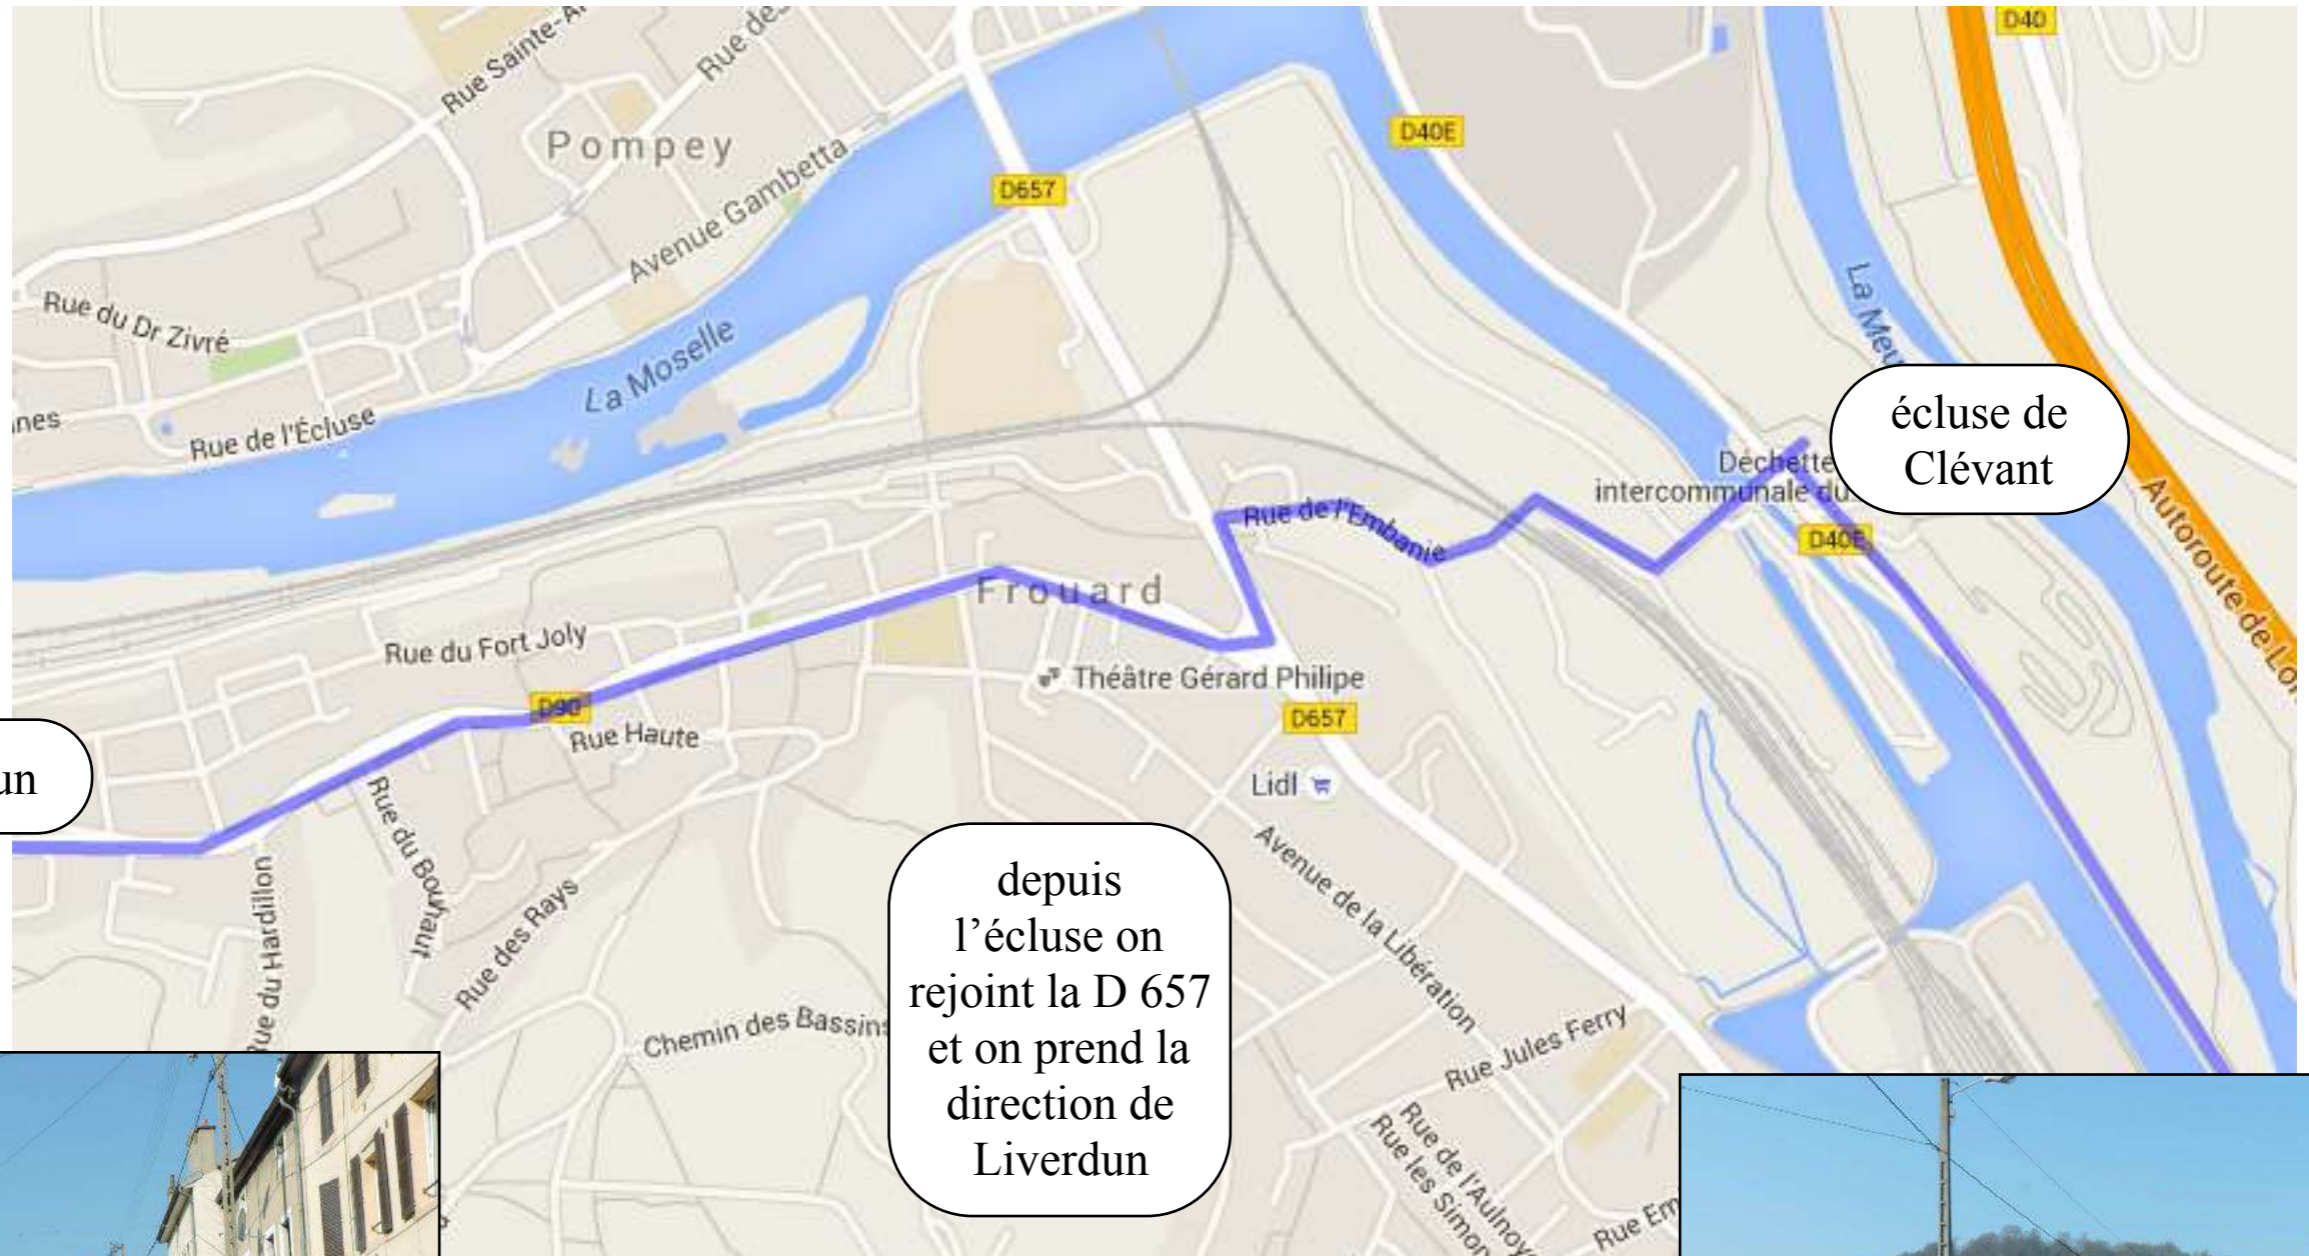 Rue Sainte-A
Rue des
D40
Pompey
D40E
Avenue Gambetta
D657
La Meu
Rue du Dr Zivré
La Moselle
nes
Rue de l'Écluse
écluse de
Clévant
Déchette
intercommunale du
Autoroute de Lor
Rue de l'Embanie
D40E
Frouard
Rue du Fort Joly
Théâtre Gérard Philipe
D90
D657
Rue Haute
un
Lidl
Rue du Bouhaut
Avenue de la Libération
Rue du Hardillon
Rue des Rays
depuis
l'écluse on
rejoint la D 657
et on prend la
direction de
Liverdun
Chemin des Bassins
Rue Jules Ferry
Rue de l'Aulnoy
Rue les Simon
Rue Em